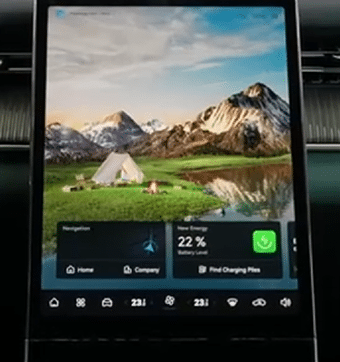 Navigation
Home
Company
New Energy
22 %
Battery Level
Find Charging Piles
23
23